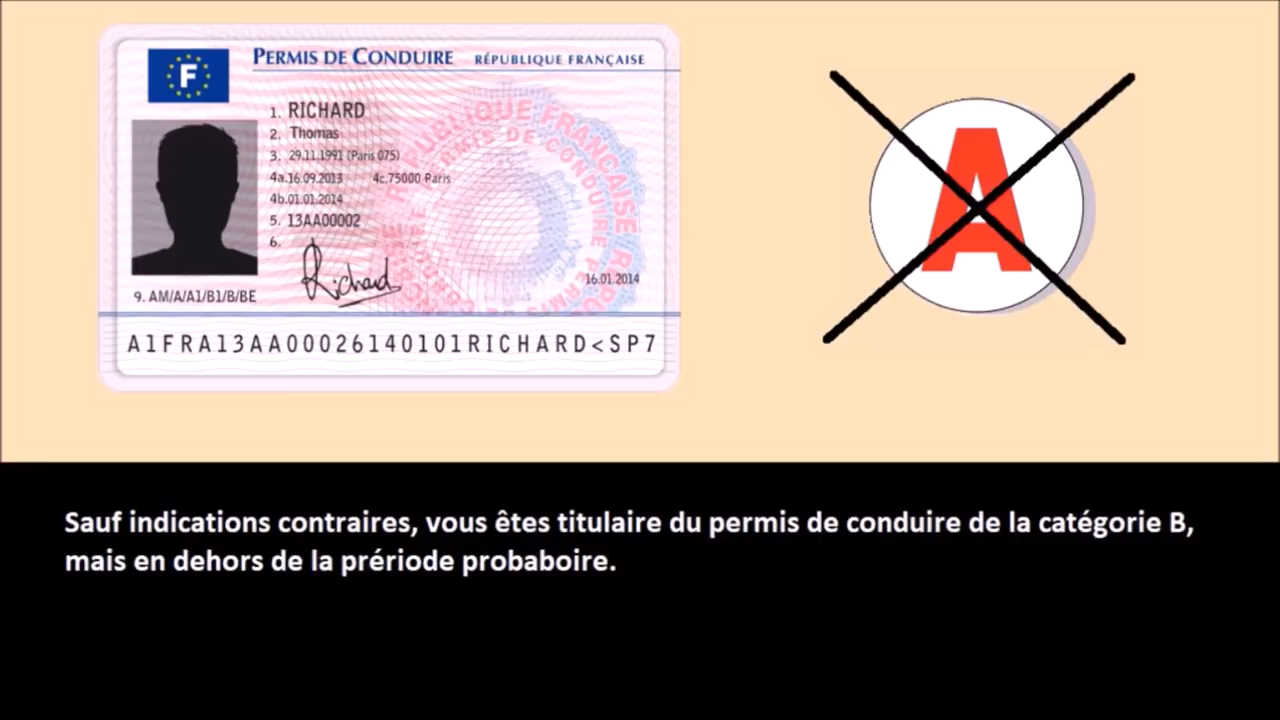 F
PERMIS DE CONDUIRE RÉPUBLIQUE FRANÇAISE
1. RICHARD
2. Thomas
3. 29.11.1991 (Paris 075)
4a.16.09.2013 4c.75000 Paris
4b.01.01.2014
5. 13AA00002
6.
Richard
16.01.2014
9. AM/A/A1/B1/B/BE
A1FRA13AA00026140101RICHARD<SP7
A
Sauf indications contraires, vous êtes titulaire du permis de conduire de la catégorie B,
mais en dehors de la prériode probaboire.